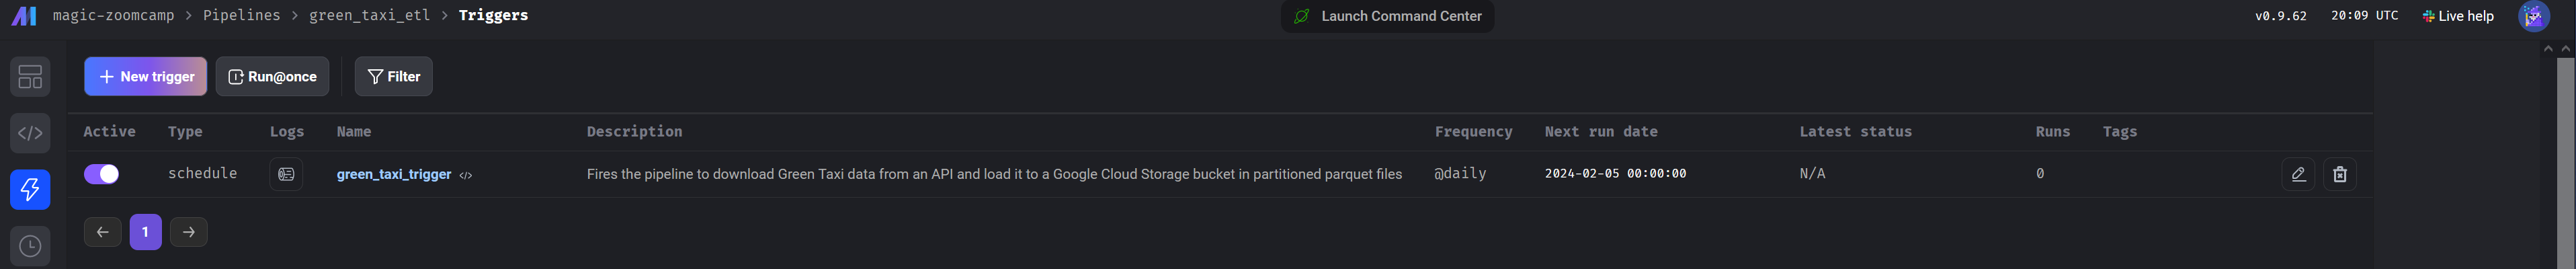 magic-zoomcamp > Pipelines > green_taxi_etl > Triggers
Launch Command Center
v0.9.62 20:09 UTC Live help
+ New trigger Run@once Filter
Active Type Logs Name Description Frequency Next run date Latest status Runs Tags
schedule green_taxi_trigger </> Fires the pipeline to download Green Taxi data from an API and load it to a Google Cloud Storage bucket in partitioned parquet files @daily 2024-02-05 00:00:00 N/A 0
← 1 →